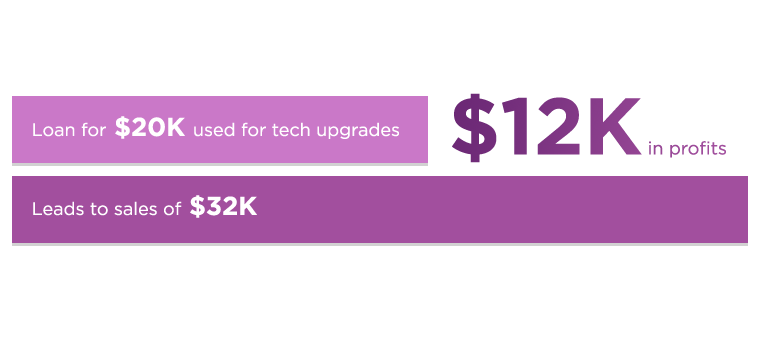 Loan for $20K used for tech upgrades
$12K in profits
Leads to sales of $32K